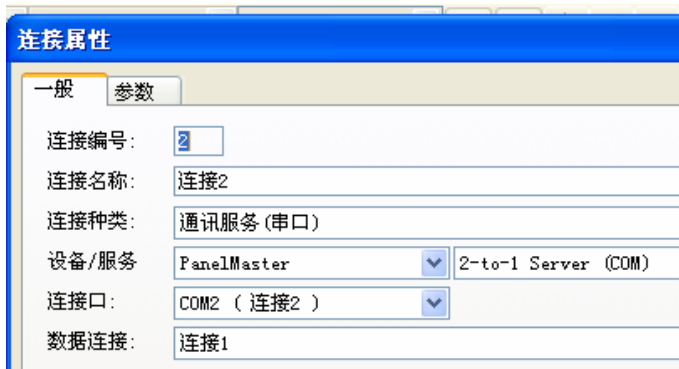 连接属性
一般 参数
连接编号: 2
连接名称: 连接2
连接种类: 通讯服务(串口)
设备/服务 PanelMaster 2-to-1 Server (COM)
连接口: COM2 ( 连接2 )
数据连接: 连接1